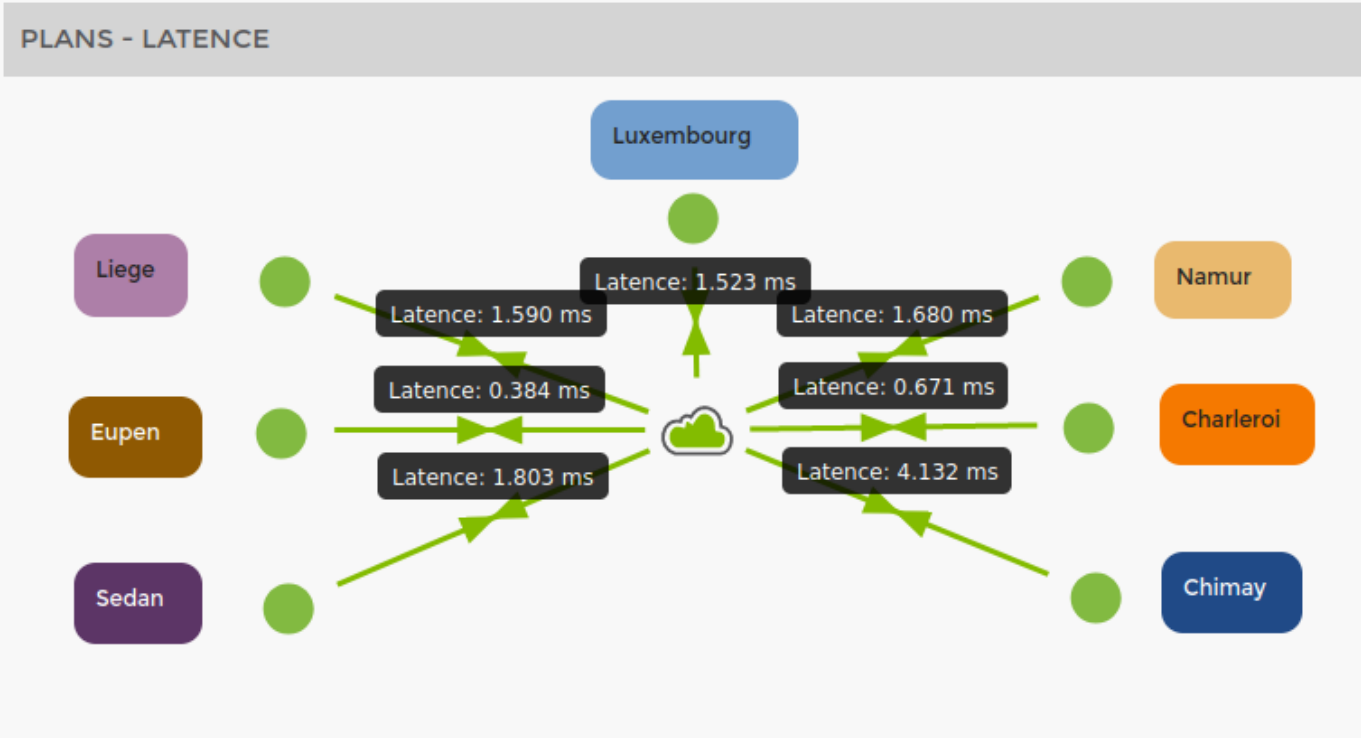 PLANS - LATENCE
Luxembourg
Liege
Namur
Latence: 1.523 ms
Latence: 1.590 ms
Latence: 1.680 ms
Latence: 0.384 ms
Latence: 0.671 ms
Eupen
Charleroi
Latence: 1.803 ms
Latence: 4.132 ms
Sedan
Chimay